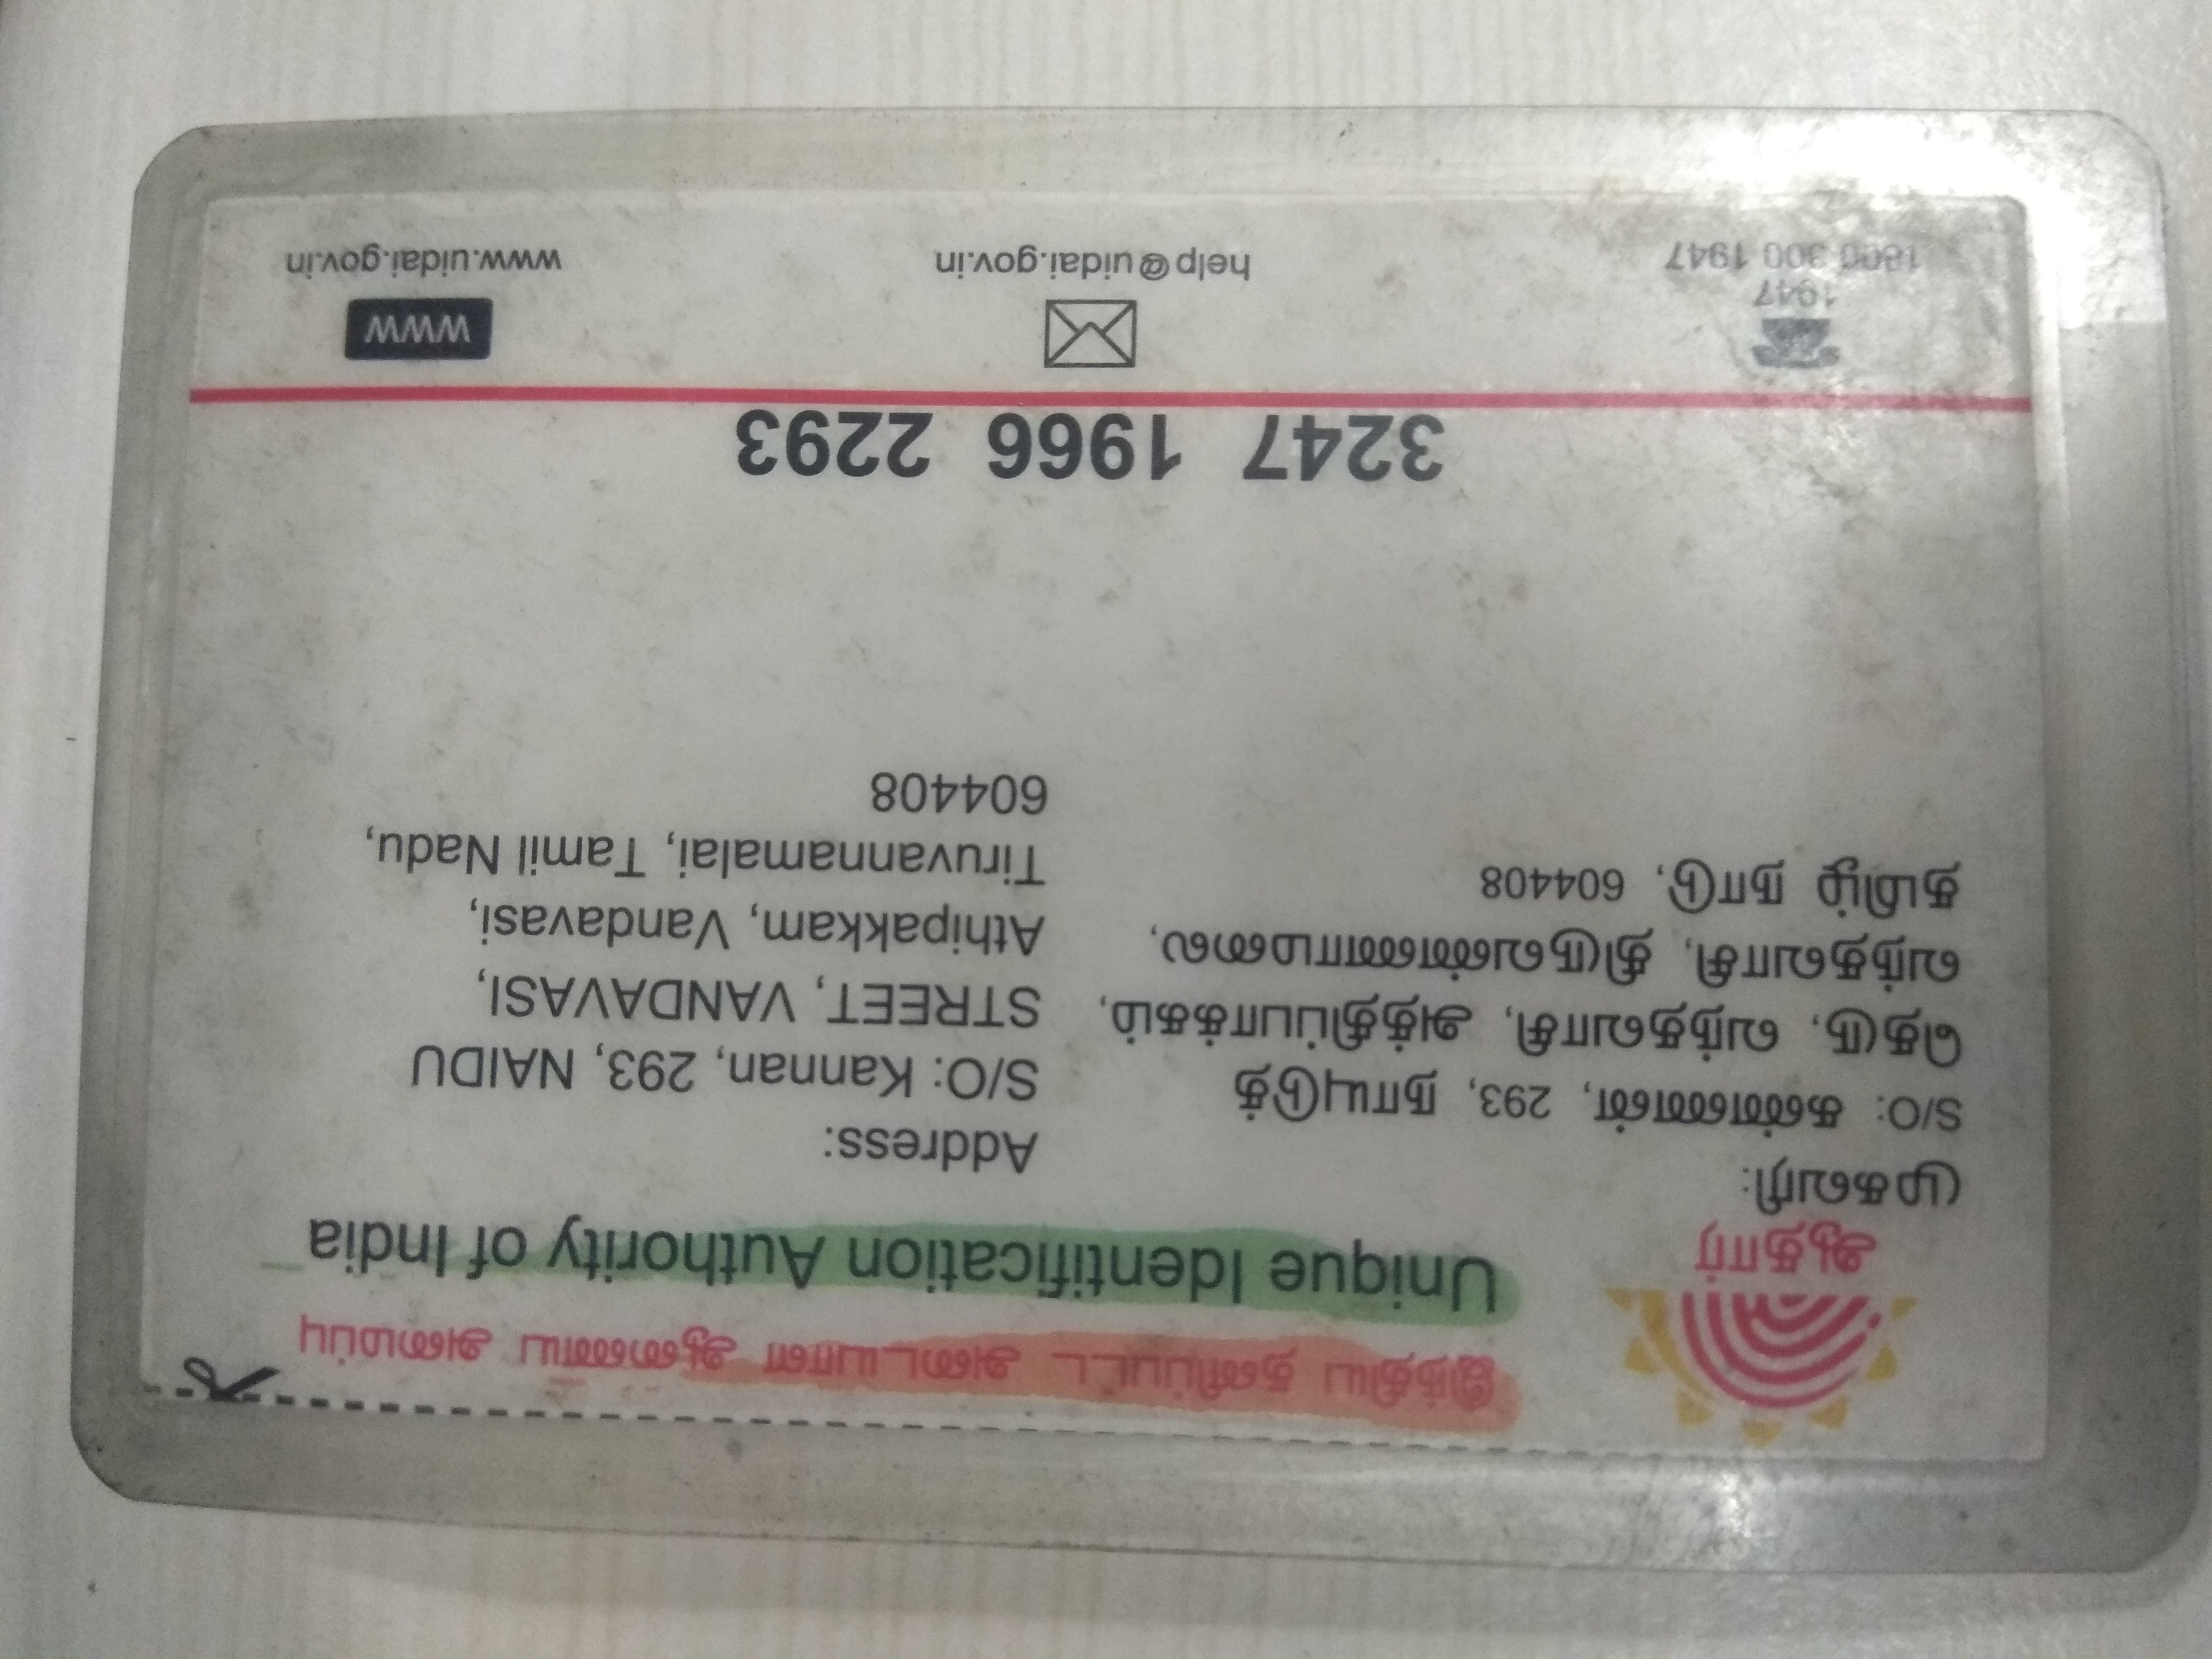 இந்திய தனிப்பட்ட அடையாள ஆணைய அமைப்பு
Unique Identification Authority of India
ஆதார்
முகவரி:
S/O: கண்ணன், 293, நாயுடுத்
தெரு, வந்தவாசி, அத்திப்பாக்கம்,
வந்தவாசி, திருவண்ணாமலை,
தமிழ் நாடு, 604408
Address:
S/O: Kannan, 293, NAIDU
STREET, VANDAVASI,
Athipakkam, Vandavasi,
Tiruvannamalai, Tamil Nadu,
604408
3247 1966 2293
1947
1800 300 1947
help@uidai.gov.in
WWW
www.uidai.gov.in